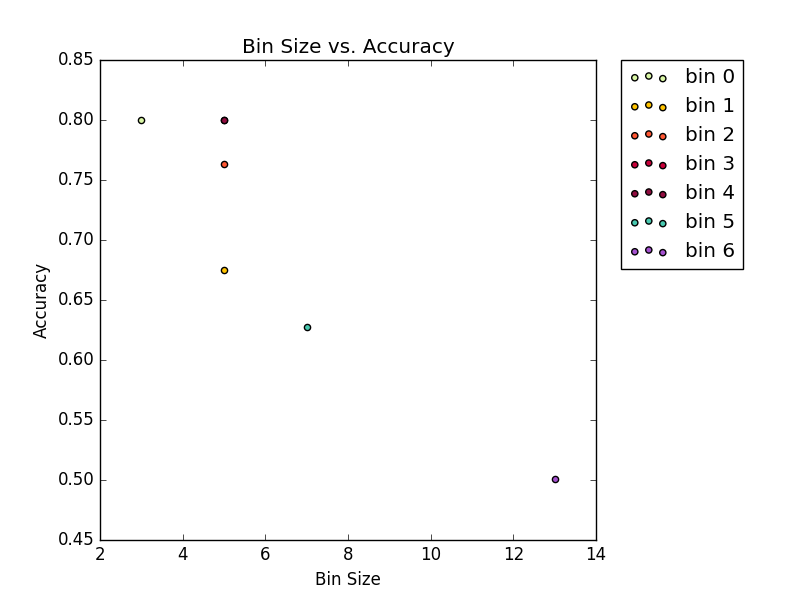 Bin Size vs. Accuracy
0.85
0.80
0.75
0.70
0.65
0.60
0.55
0.50
0.45
Accuracy
2 4 6 8 10 12 14
Bin Size
bin 0
bin 1
bin 2
bin 3
bin 4
bin 5
bin 6